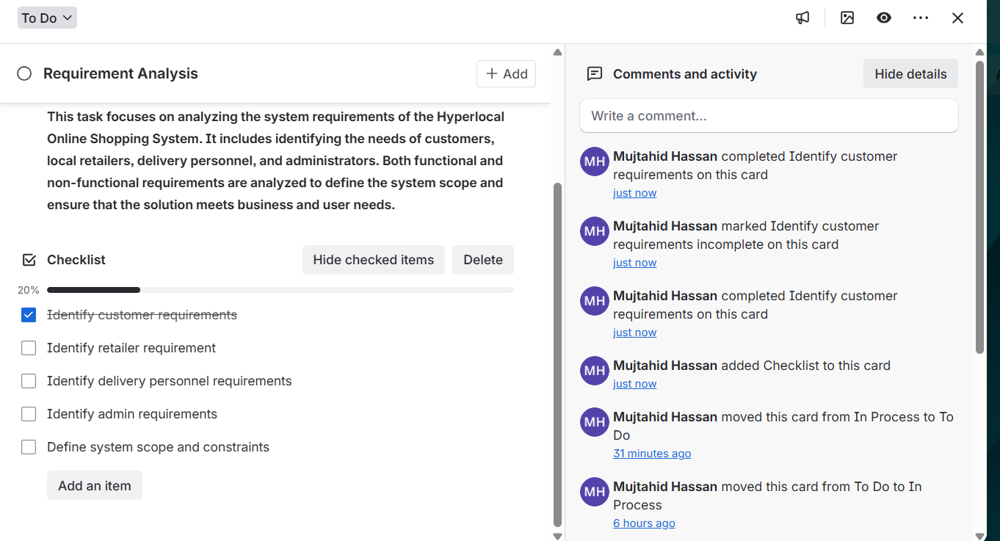 To Do
Requirement Analysis
Add
This task focuses on analyzing the system requirements of the Hyperlocal
Online Shopping System. It includes identifying the needs of customers,
local retailers, delivery personnel, and administrators. Both functional and
non-functional requirements are analyzed to define the system scope and
ensure that the solution meets business and user needs.
Checklist
Hide checked items
Delete
20%
Identify customer requirements
Identify retailer requirement
Identify delivery personnel requirements
Identify admin requirements
Define system scope and constraints
Add an item
Comments and activity
Hide details
Write a comment...
MH
Mujtahid Hassan completed Identify customer
requirements on this card
just now
MH
Mujtahid Hassan marked Identify customer
requirements incomplete on this card
just now
MH
Mujtahid Hassan completed Identify customer
requirements on this card
just now
MH
Mujtahid Hassan added Checklist to this card
just now
MH
Mujtahid Hassan moved this card from In Process to To
Do
31 minutes ago
MH
Mujtahid Hassan moved this card from To Do to In
Process
6 hours ago